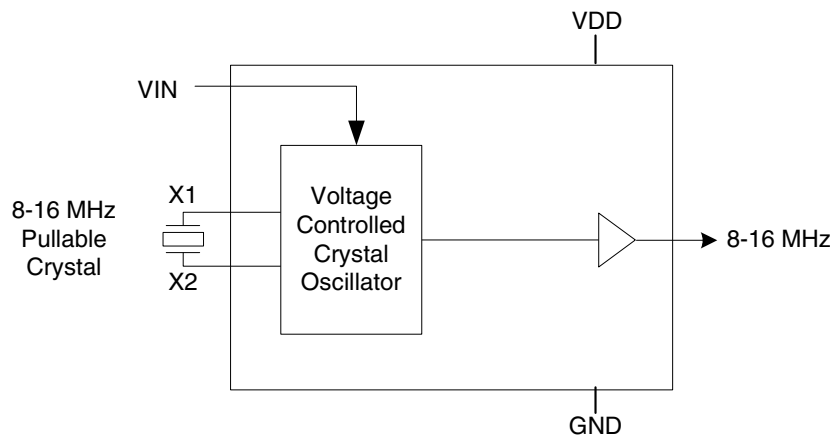 VDD
VIN
X1
8-16 MHz
Pullable
Crystal
X2
Voltage
Controlled
Crystal
Oscillator
8-16 MHz
GND